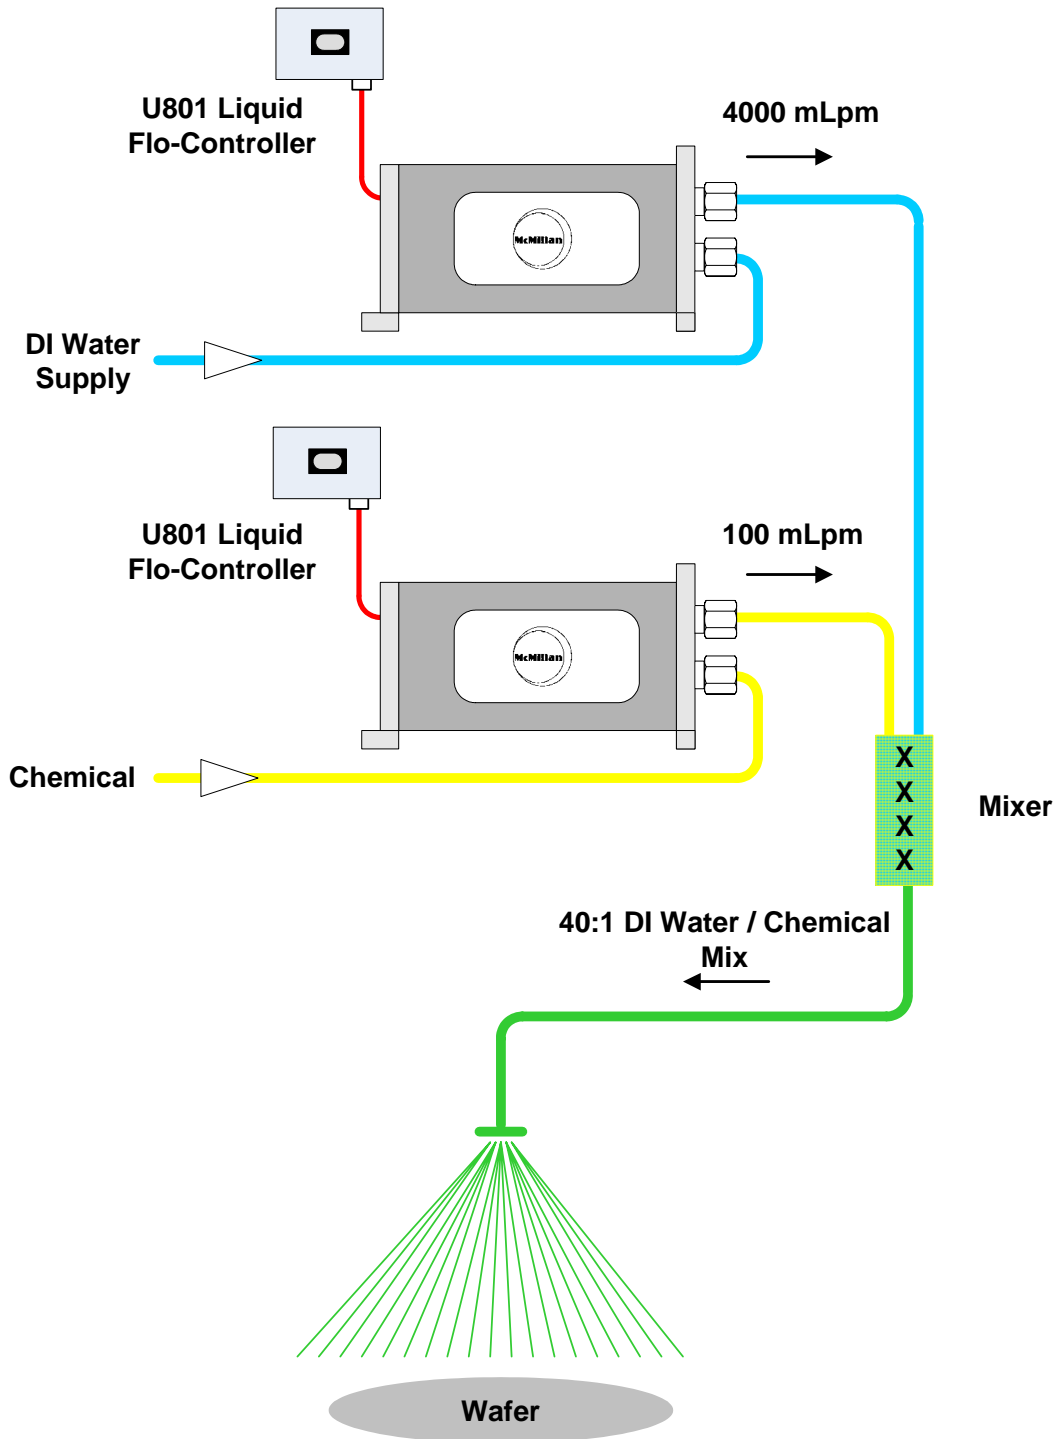 U801 Liquid
Flo-Controller
4000 mLpm
McMillan
DI Water
Supply
U801 Liquid
Flo-Controller
100 mLpm
McMillan
Chemical
X
X
X
X
Mixer
40:1 DI Water / Chemical
Mix
Wafer